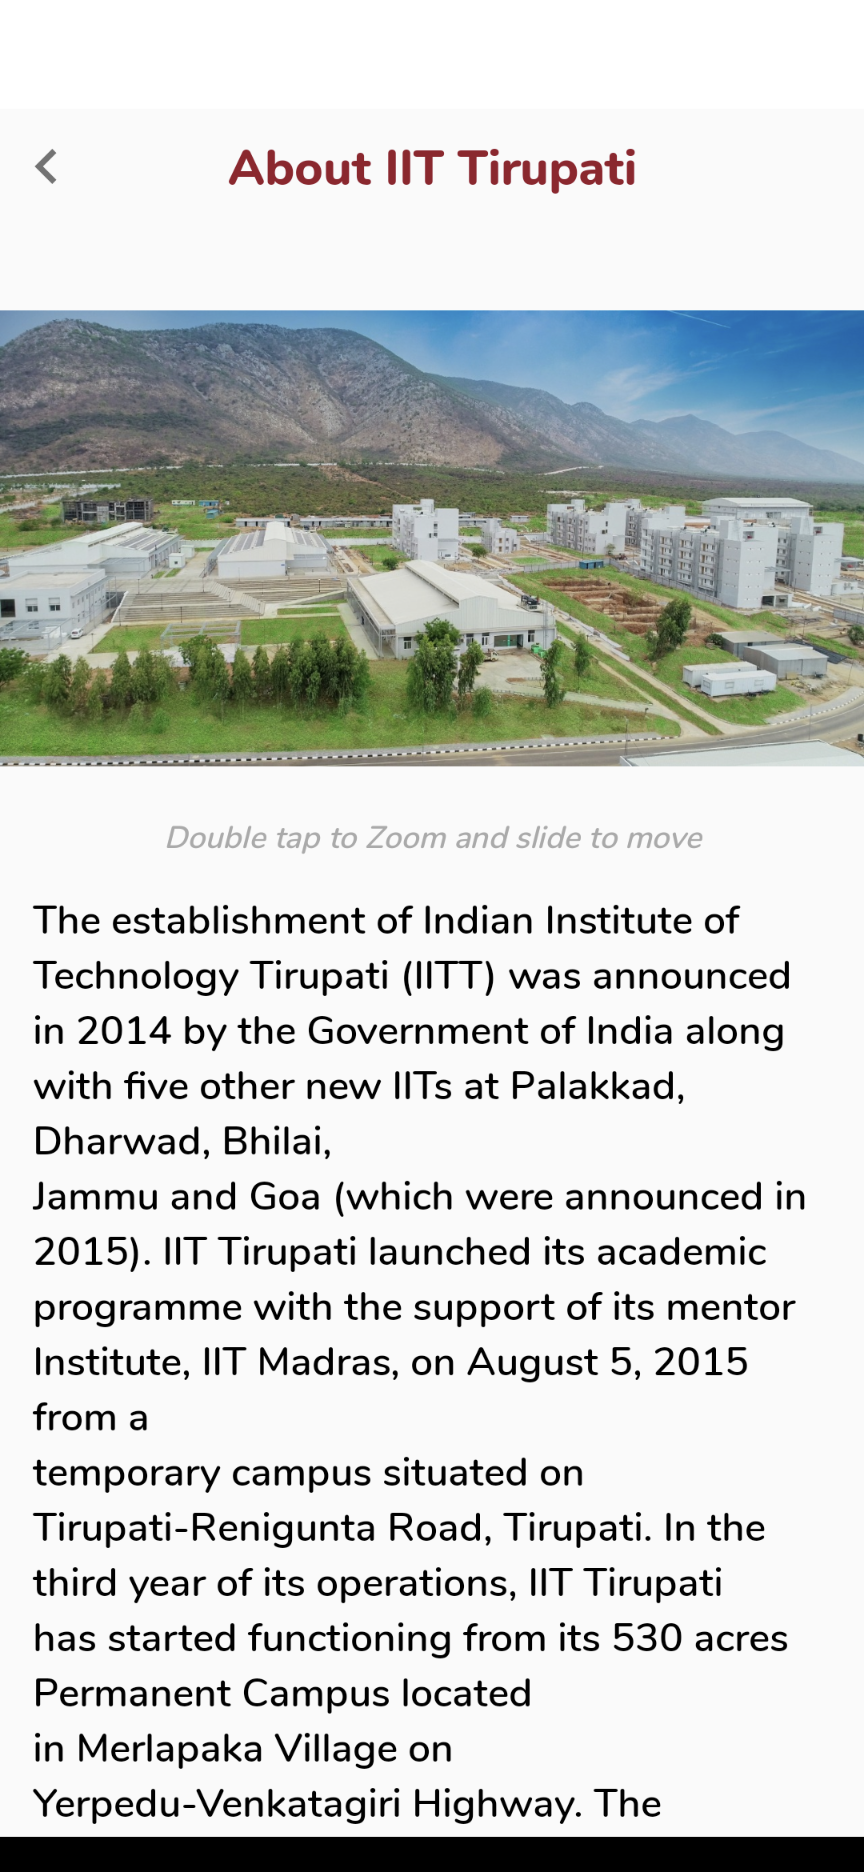 About IIT Tirupati
Double tap to Zoom and slide to move
The establishment of Indian Institute of
Technology Tirupati (IITT) was announced
in 2014 by the Government of India along
with five other new IITs at Palakkad,
Dharwad, Bhilai,
Jammu and Goa (which were announced in
2015). IIT Tirupati launched its academic
programme with the support of its mentor
Institute, IIT Madras, on August 5, 2015
from a
temporary campus situated on
Tirupati-Renigunta Road, Tirupati. In the
third year of its operations, IIT Tirupati
has started functioning from its 530 acres
Permanent Campus located
in Merlapaka Village on
Yerpedu-Venkatagiri Highway. The